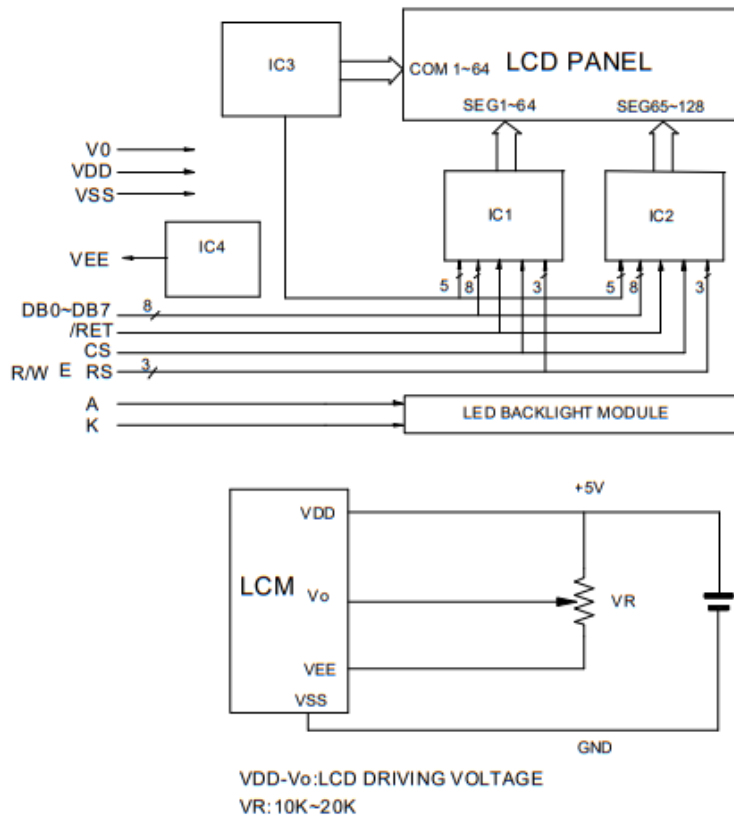 IC3
COM 1~64
LCD PANEL
SEG1~64
SEG65~128
V0
VDD
VSS
IC1
IC2
IC4
VEE
5
8
3
5
8
3
DB0~DB7
8
/RET
CS
R/W E RS
3
A
K
LED BACKLIGHT MODULE
+5V
VDD
LCM
Vo
VR
VEE
VSS
GND
VDD-Vo:LCD DRIVING VOLTAGE
VR:10K~20K